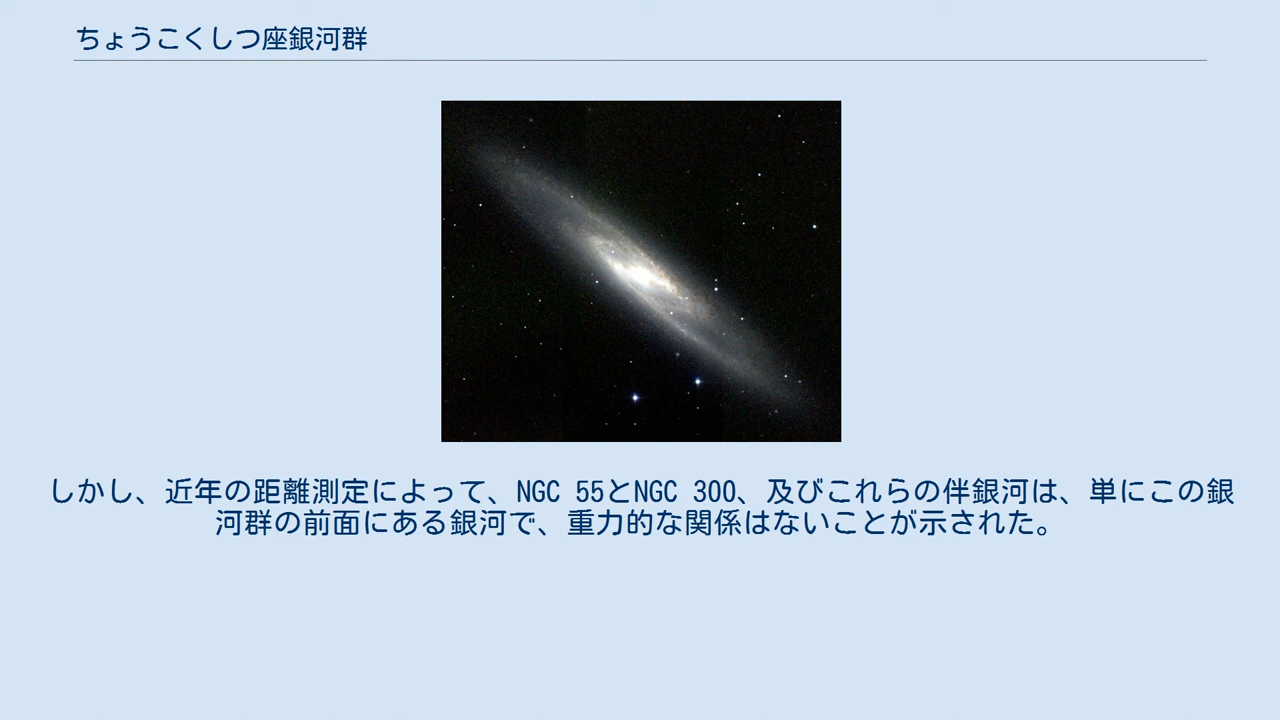 ちょうこくしつ座銀河群
しかし、近年の距離測定によって、NGC 55とNGC 300、及びこれらの伴銀河は、単にこの銀
河群の前面にある銀河で、重力的な関係はないことが示された。